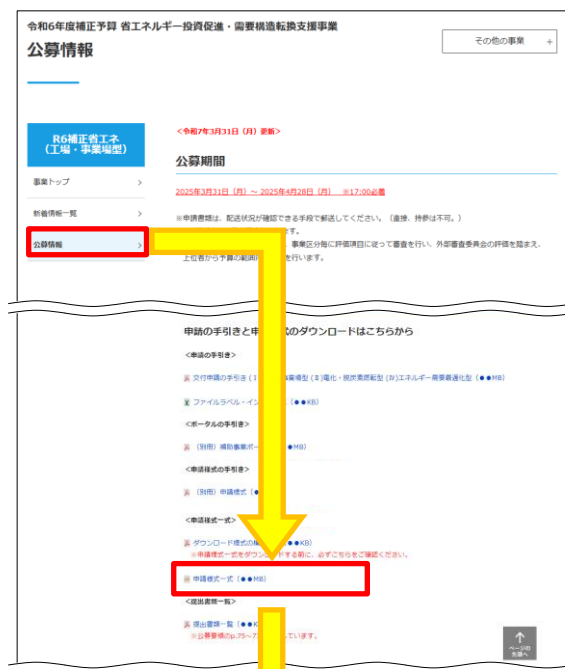 令和6年度補正予算 省エネルギー投資促進・需要構造転換支援事業
公募情報
その他の事業 +
R6補正省エネ
(工場・事業場型)
事業トップ >
新着情報一覧 >
公募情報 >
<令和7年3月31日（月）更新>
公募期間
2025年3月31日（月）～ 2025年4月28日（月） ※17:00必着
※申請書類は、配送状況が確認できる手段で郵送してください。（直接、持参は不可。）
ます。
、事業区分毎に評価項目に従って審査を行い、外部審査委員会の評価を踏まえ、
上位者から予算の範囲内 を行います。
申請の手引きと申 式のダウンロードはこちらから
<申請の手引き>
交付申請の手引き (Ⅰ 事業場型 (Ⅱ)電化・脱炭素燃転型 (Ⅳ)エネルギー需要最適化型 (●●MB)
ファイルラベル・イン (●●KB)
<ポータルの手引き>
(別冊) 補助事業ポー ●MB)
<申請様式の手引き>
(別冊) 申請様式 (●
<申請様式一式>
ダウンロード様式の構 ●●KB)
※申請様式一式をダウンロードする前に、必ずこちらをご確認ください。
申請様式一式 (●●MB)
<提出書類一覧>
提出書類一覧 (●●K
※公募要領のp.75～7 しています。
ページの
先頭へ